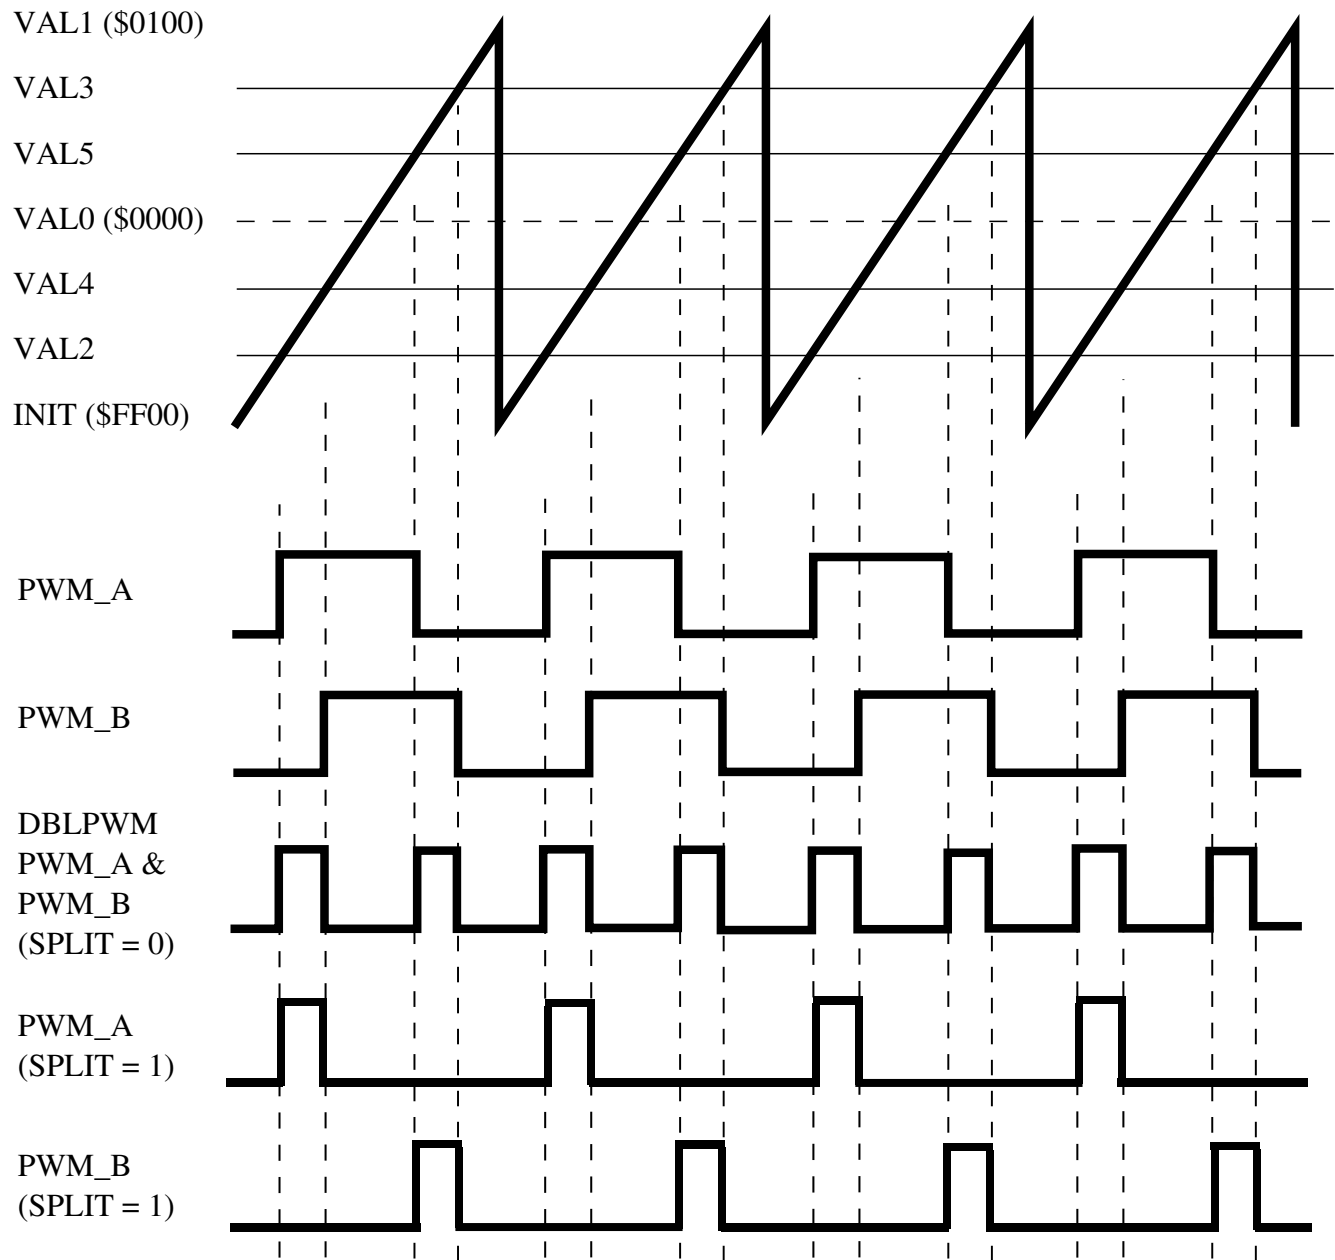 VAL1 ($0100)
VAL3
VAL5
VAL0 ($0000)
VAL4
VAL2
INIT ($FF00)
PWM_A
PWM_B
DBLPWM
PWM_A &
PWM_B
(SPLIT = 0)
PWM_A
(SPLIT = 1)
PWM_B
(SPLIT = 1)